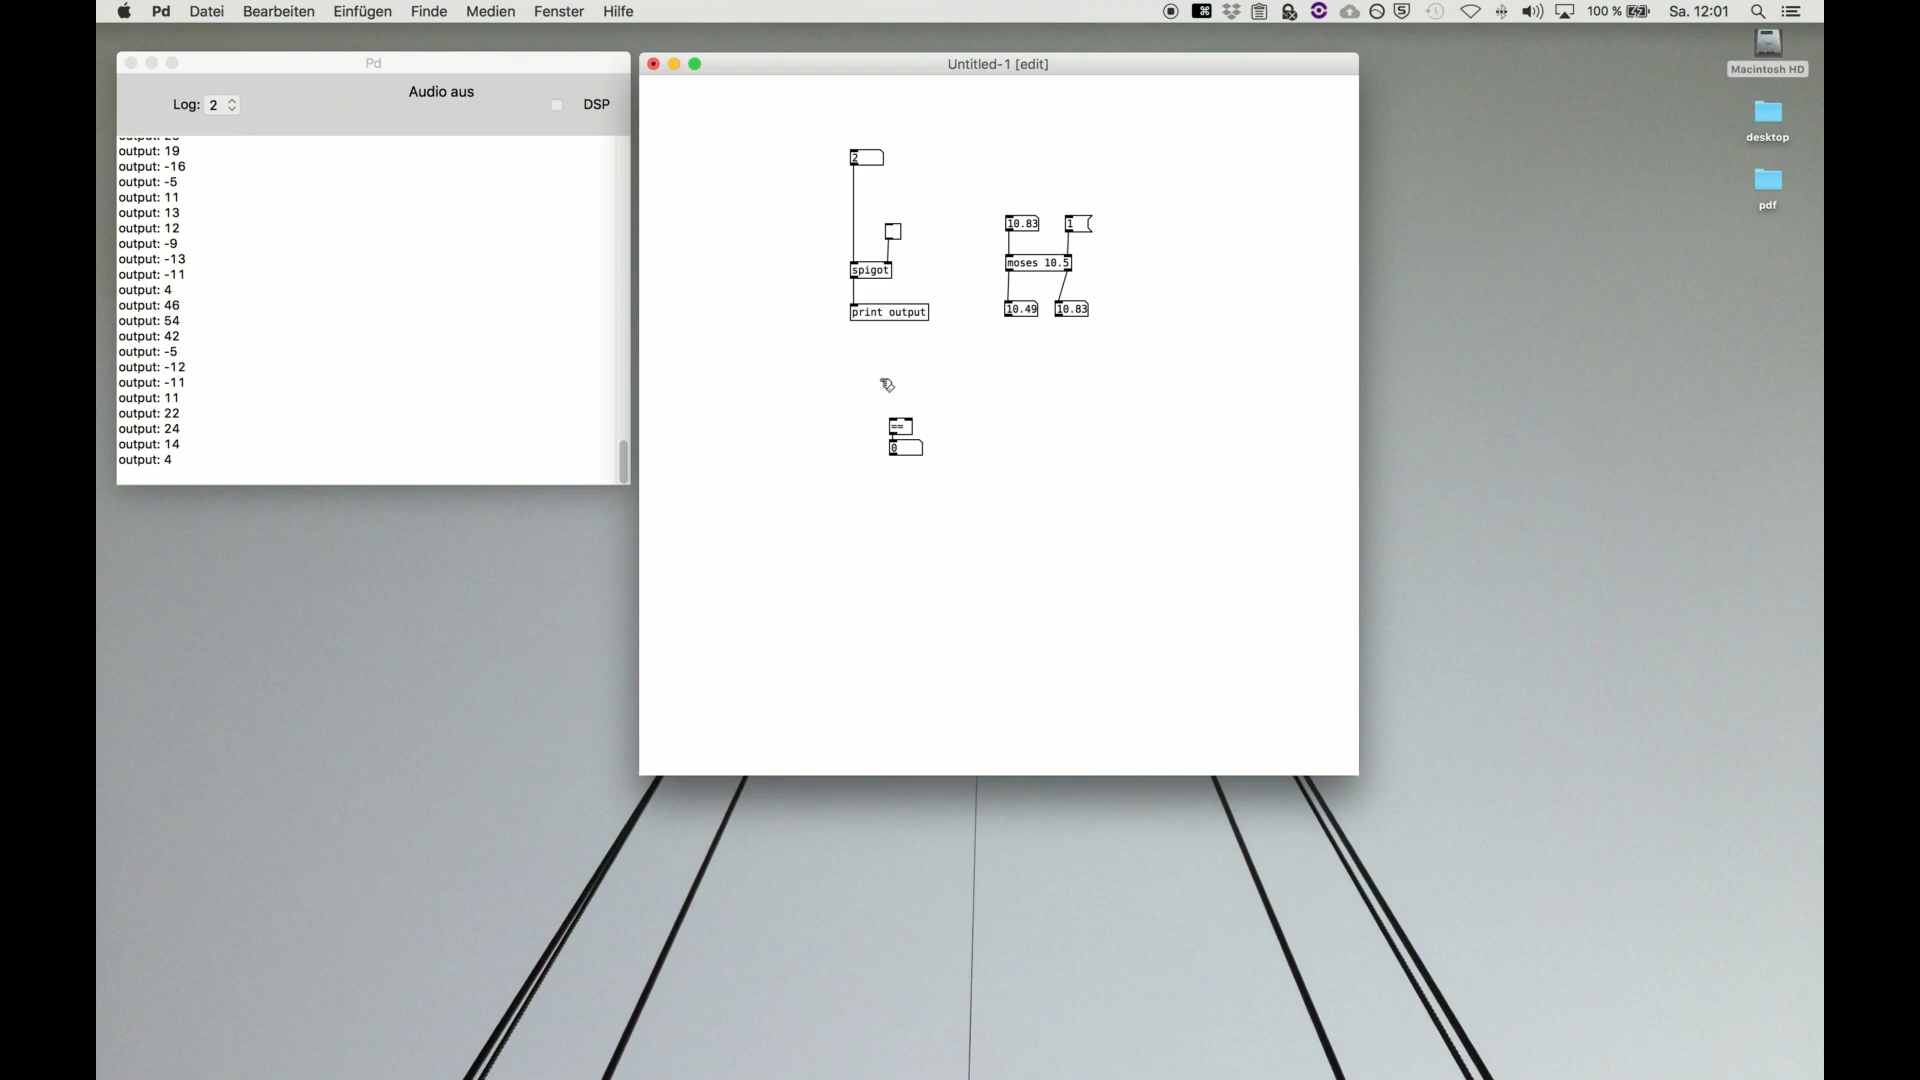 Pd Datei Bearbeiten Einfügen Finde Medien Fenster Hilfe 100 % Sa. 12:01
Macintosh HD
desktop
pdf
Pd
Audio aus
Log: 2 DSP
output: 19
output: -16
output: -5
output: 11
output: 13
output: 12
output: -9
output: -13
output: -11
output: 4
output: 46
output: 54
output: 42
output: -5
output: -12
output: -11
output: 11
output: 22
output: 24
output: 14
output: 4
Untitled-1 [edit]
2
spigot
print output
10.83 1
moses 10.5
10.49 10.83
==
0